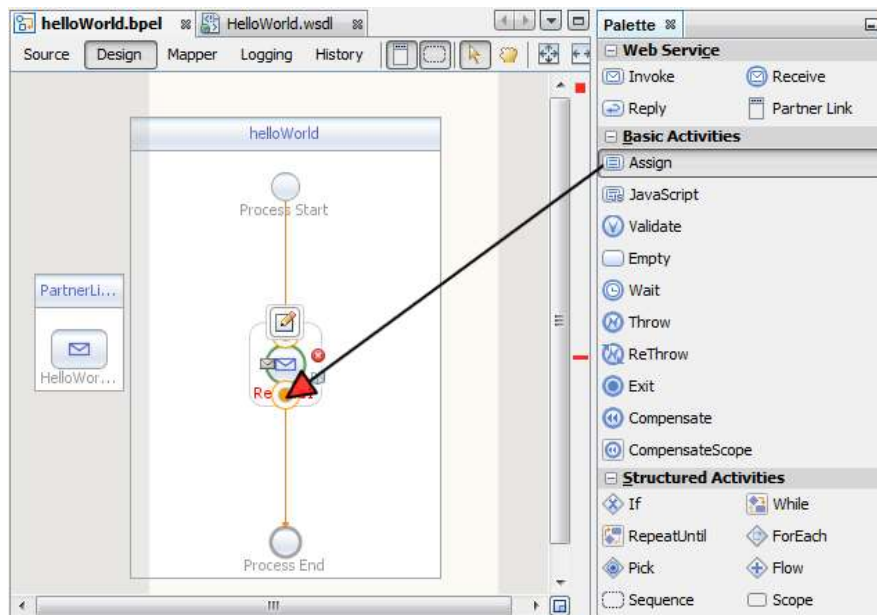 helloWorld.bpel HelloWorld.wsdl
Source Design Mapper Logging History
helloWorld
Process Start
PartnerLi...
HelloWor...
Process End
Palette
Web Service
Invoke Receive
Reply Partner Link
Basic Activities
Assign
JavaScript
Validate
Empty
Wait
Throw
ReThrow
Exit
Compensate
CompensateScope
Structured Activities
If While
RepeatUntil ForEach
Pick Flow
Sequence Scope